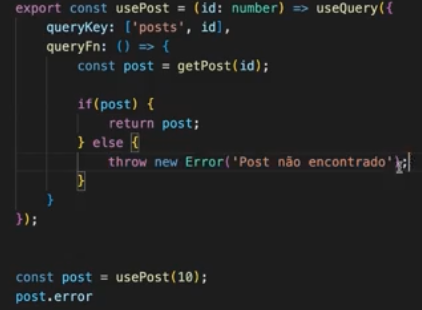 export const usePost = (id: number) => useQuery({
    queryKey: ['posts', id],
    queryFn: () => {
        const post = getPost(id);

        if(post) {
            return post;
        } else {
            throw new Error('Post não encontrado');
        }
    }
});

const post = usePost(10);
post.error